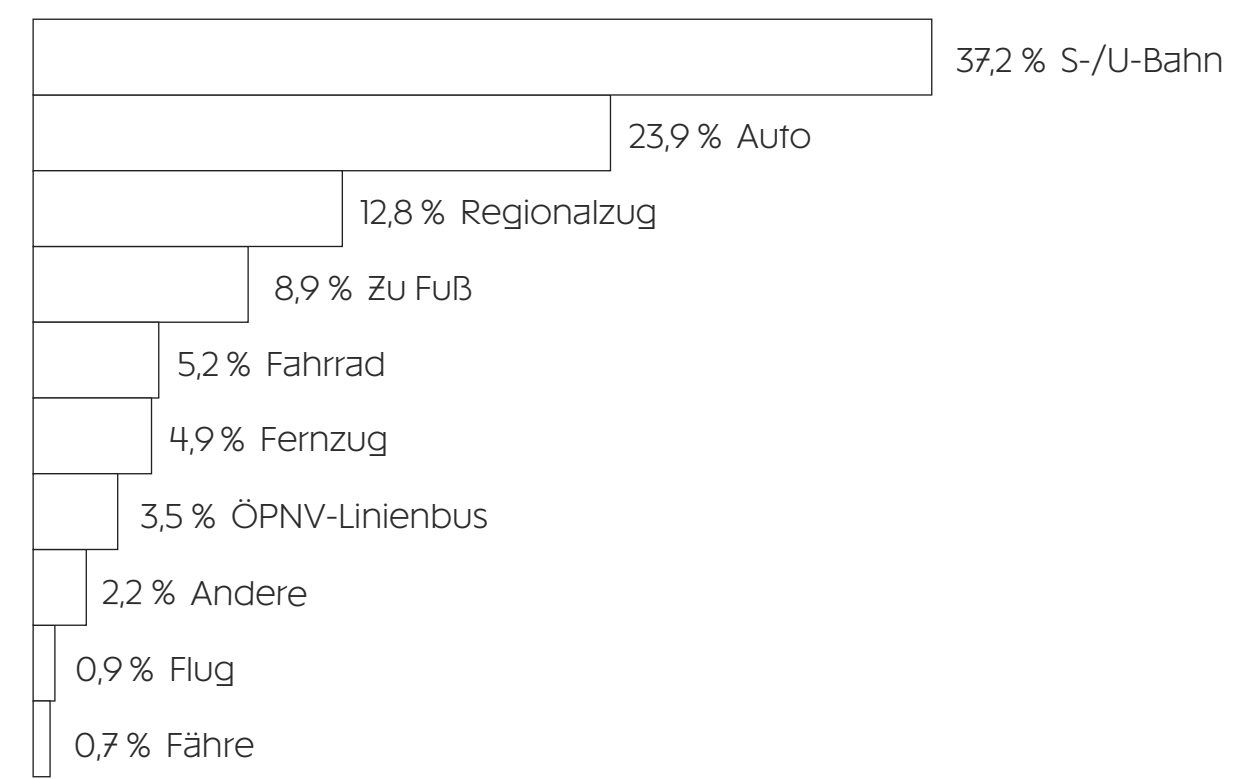 37,2 % S-/U-Bahn
23,9 % Auto
12,8 % Regionalzug
8,9 % Zu Fuß
5,2 % Fahrrad
4,9 % Fernzug
3,5 % ÖPNV-Linienbus
2,2 % Andere
0,9 % Flug
0,7 % Fähre